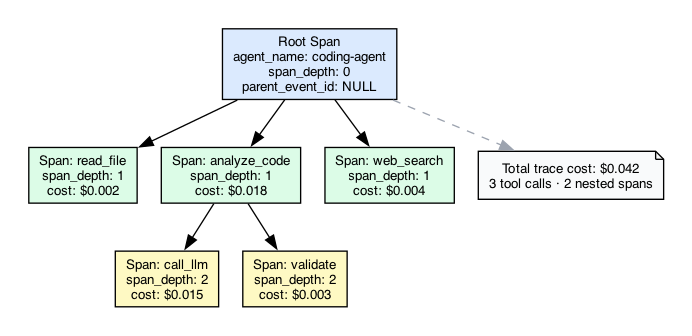 Root Span
agent_name: coding-agent
span_depth: 0
parent_event_id: NULL
Span: read_file
span_depth: 1
cost: $0.002
Span: analyze_code
span_depth: 1
cost: $0.018
Span: web_search
span_depth: 1
cost: $0.004
Total trace cost: $0.042
3 tool calls · 2 nested spans
Span: call_llm
span_depth: 2
cost: $0.015
Span: validate
span_depth: 2
cost: $0.003